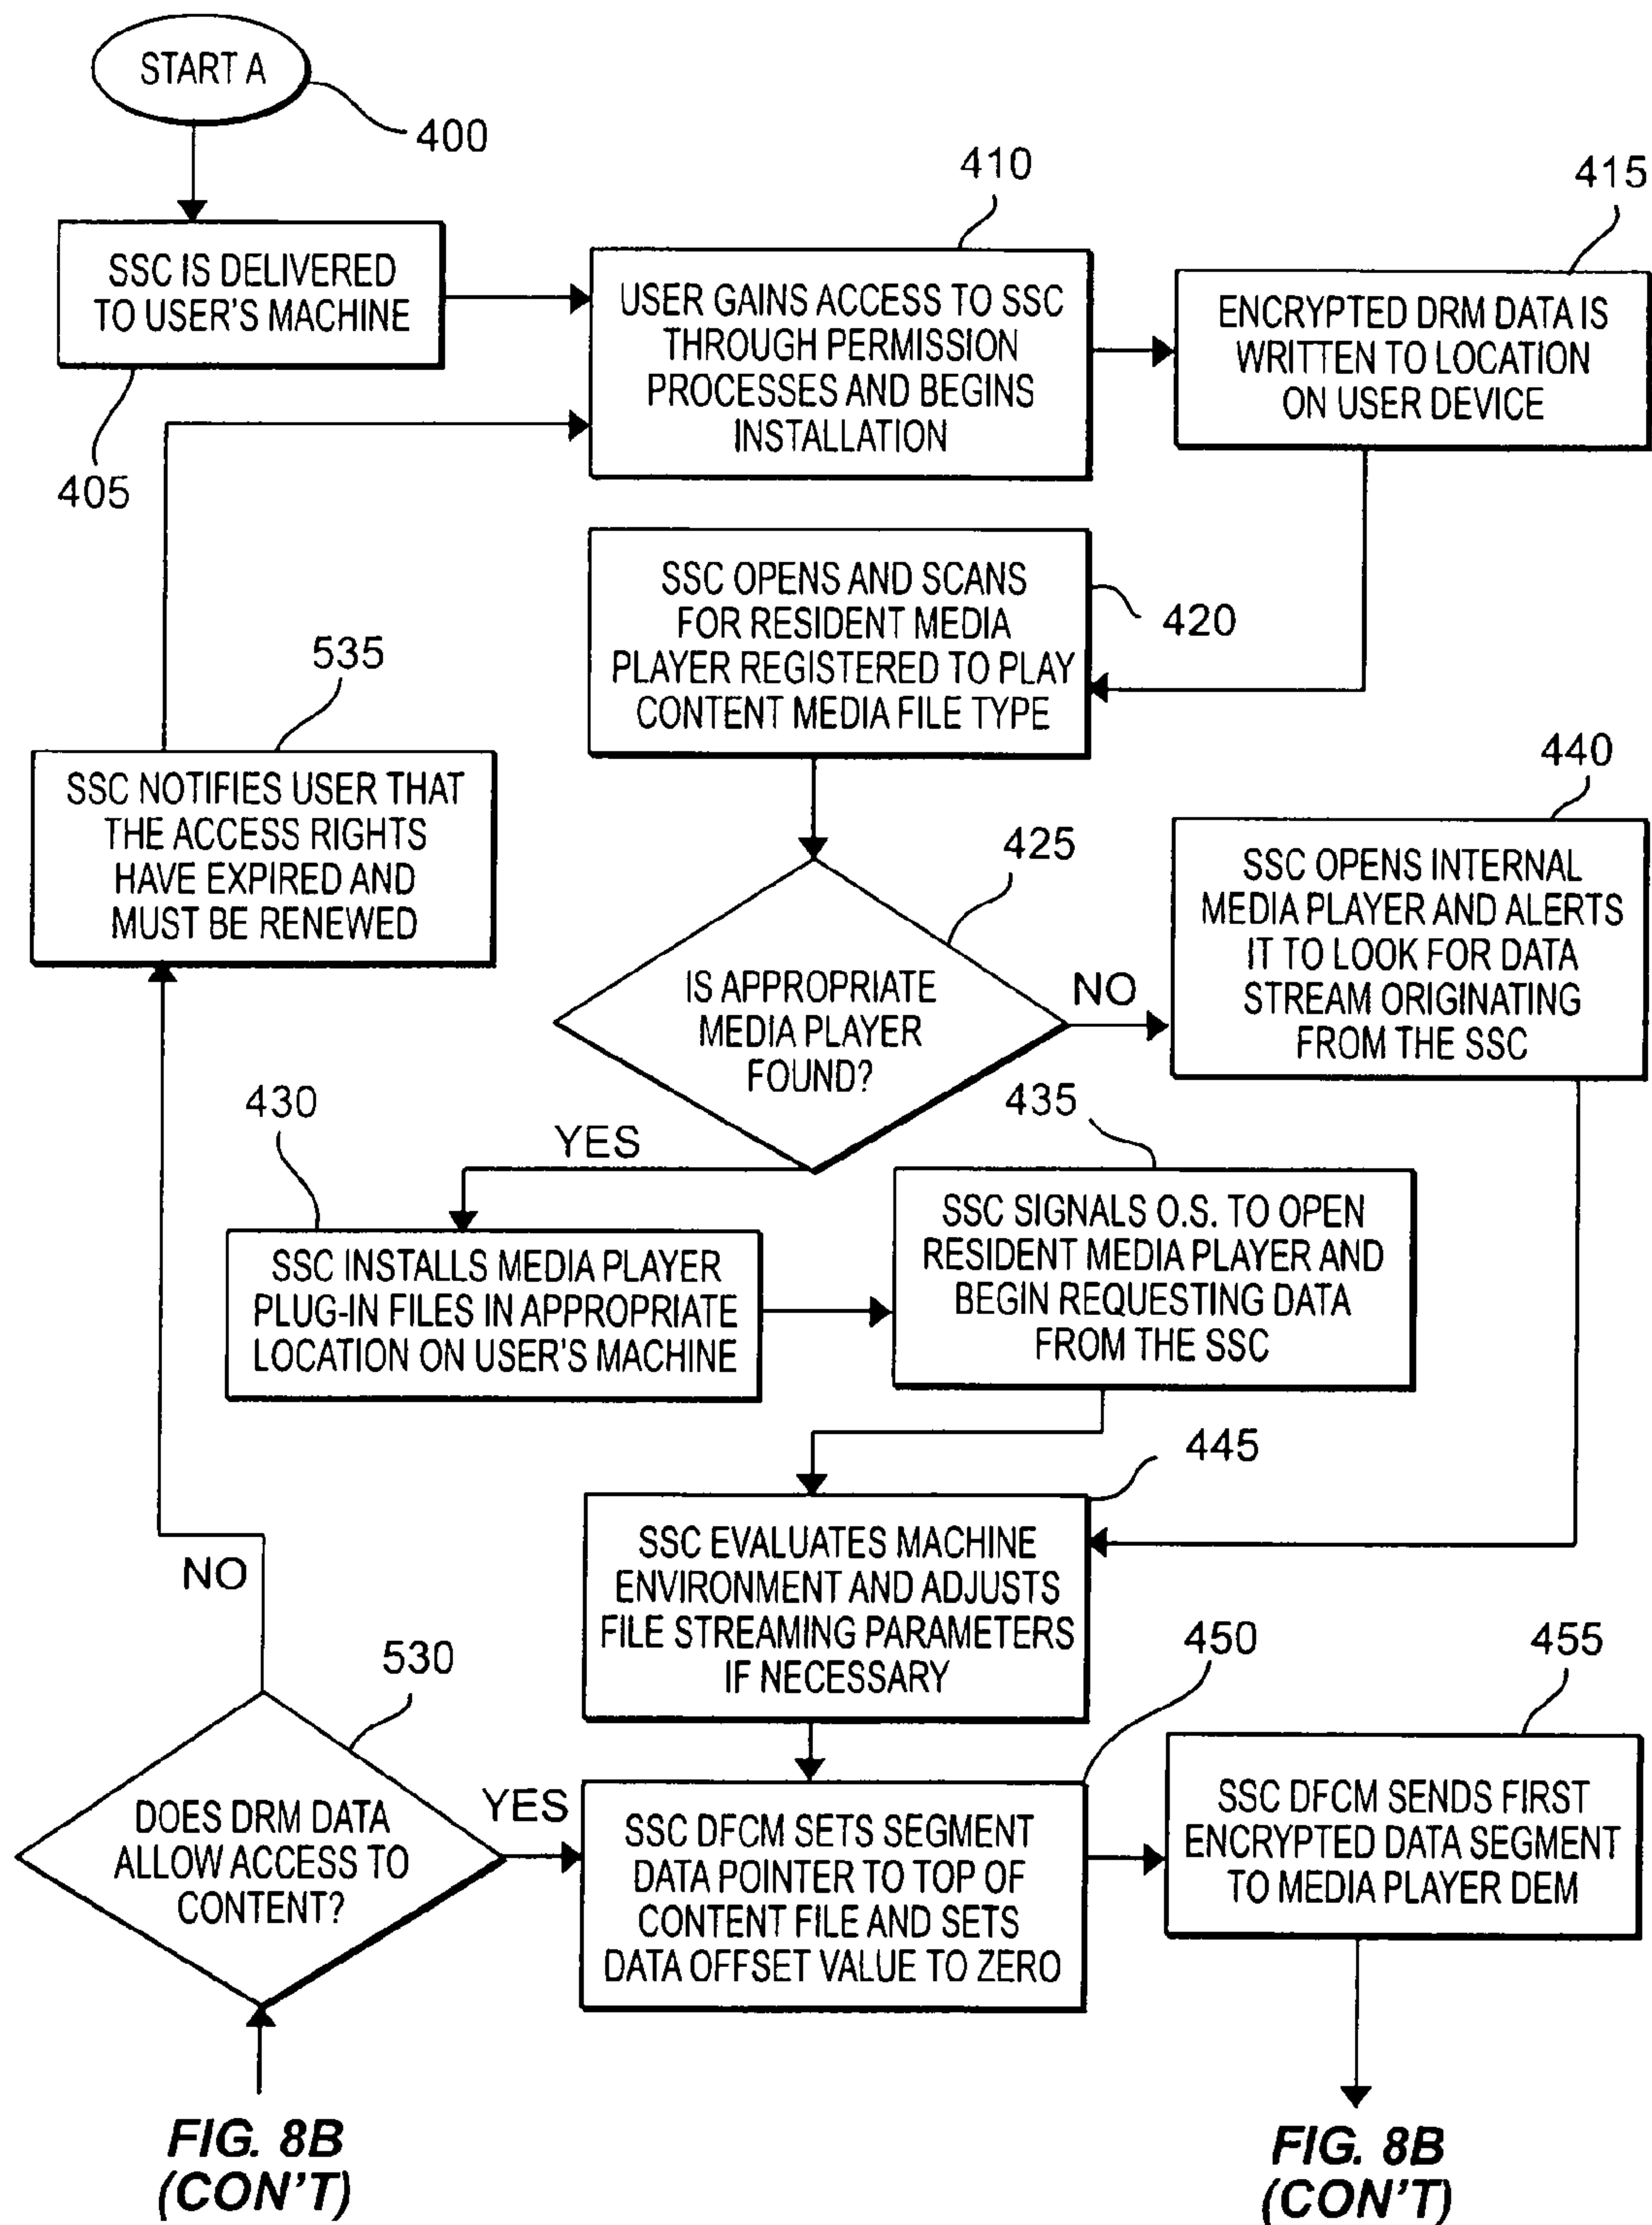 START A
400
SSC IS DELIVERED
TO USER'S MACHINE
405
410
USER GAINS ACCESS TO SSC
THROUGH PERMISSION
PROCESSES AND BEGINS
INSTALLATION
415
ENCRYPTED DRM DATA IS
WRITTEN TO LOCATION
ON USER DEVICE
SSC OPENS AND SCANS
FOR RESIDENT MEDIA
PLAYER REGISTERED TO PLAY
CONTENT MEDIA FILE TYPE
420
535
SSC NOTIFIES USER THAT
THE ACCESS RIGHTS
HAVE EXPIRED AND
MUST BE RENEWED
425
IS APPROPRIATE
MEDIA PLAYER
FOUND?
NO
440
SSC OPENS INTERNAL
MEDIA PLAYER AND ALERTS
IT TO LOOK FOR DATA
STREAM ORIGINATING
FROM THE SSC
YES
430
SSC INSTALLS MEDIA PLAYER
PLUG-IN FILES IN APPROPRIATE
LOCATION ON USER'S MACHINE
435
SSC SIGNALS O.S. TO OPEN
RESIDENT MEDIA PLAYER AND
BEGIN REQUESTING DATA
FROM THE SSC
445
SSC EVALUATES MACHINE
ENVIRONMENT AND ADJUSTS
FILE STREAMING PARAMETERS
IF NECESSARY
NO
530
DOES DRM DATA
ALLOW ACCESS TO
CONTENT?
YES
450
SSC DFCM SETS SEGMENT
DATA POINTER TO TOP OF
CONTENT FILE AND SETS
DATA OFFSET VALUE TO ZERO
455
SSC DFCM SENDS FIRST
ENCRYPTED DATA SEGMENT
TO MEDIA PLAYER DEM
FIG. 8B
(CON'T)
FIG. 8B
(CON'T)